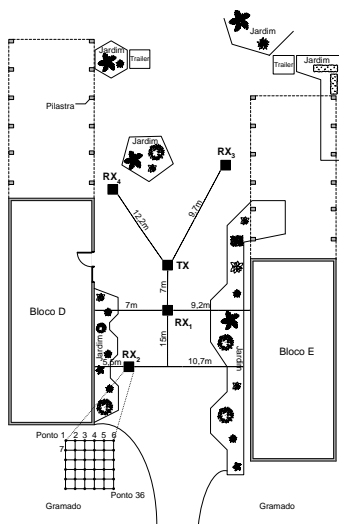 Jardim
Jardim
Trailer
Trailer
Jardim
Pilastra
Jardim
RX3
RX4
12,2m
9,7m
TX
7m
7m
9,2m
Bloco D
RX1
15m
Jardim
Jardim
Bloco E
RX2
5,5m
10,7m
Ponto 1 2 3 4 5 6
7
Ponto 36
Gramado
Gramado